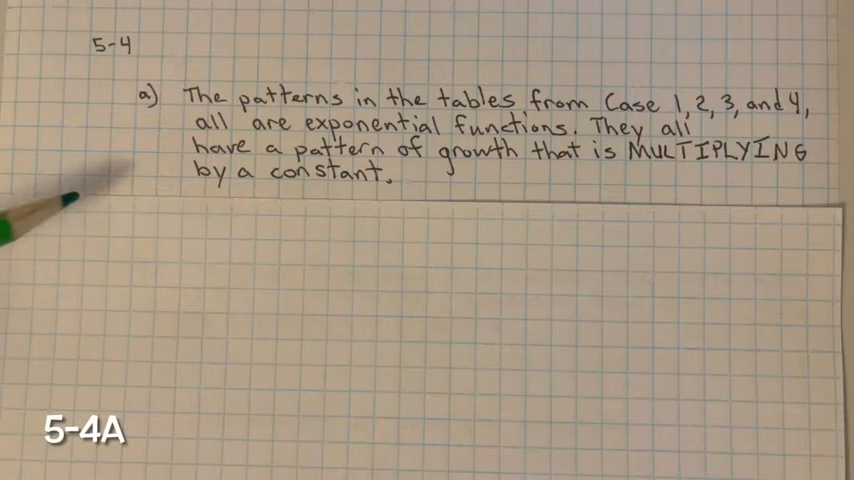 5-4
a) The patterns in the tables from Case 1, 2, 3, and 4,
all are exponential functions. They all
have a pattern of growth that is MULTIPLYING
by a constant.
5-4A